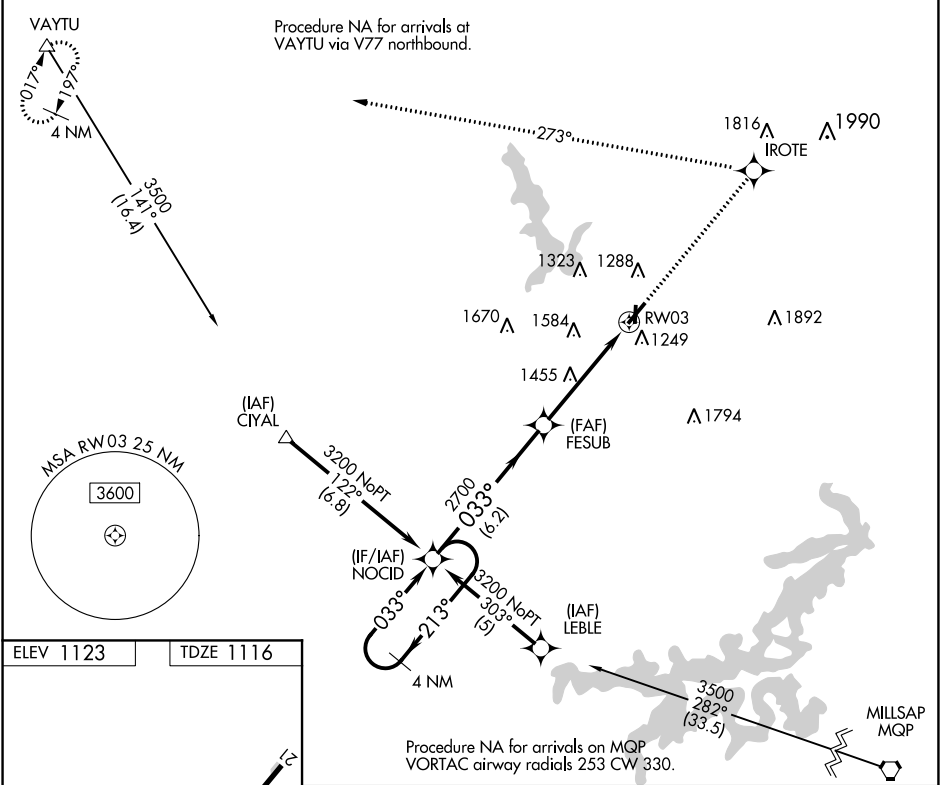 VAYTU
017°
197°
4 NM
Procedure NA for arrivals at
VAYTU via V77 northbound.
273°
1816
1990
IROTE
3500
141°
(16.4)
1323
1288
1670
1584
RW03
1892
1249
1455
(FAF)
FESUB
1794
(IAF)
CIYAL
3200 NoPT
122°
(6.8)
2700
033°
(6.2)
MSA RW03 25 NM
3600
(IF/IAF)
NOCID
033°
213°
4 NM
3200 NoPT
303°
(5)
(IAF)
LEBLE
ELEV 1123
TDZE 1116
3500
282°
(33.5)
MILLSAP
MQP
Procedure NA for arrivals on MQP
VORTAC airway radials 253 CW 330.
21